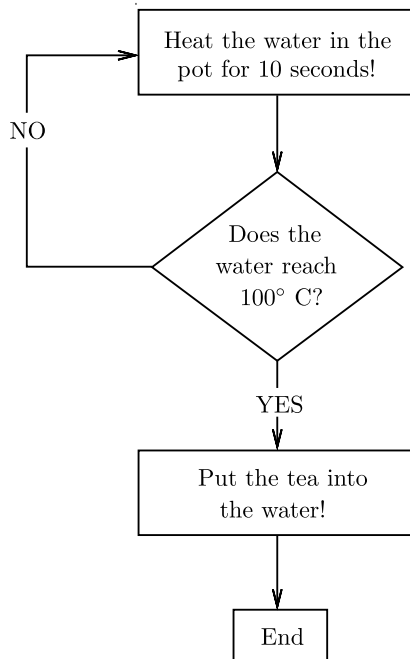 Heat the water in the
pot for 10 seconds!
NO
Does the
water reach
100° C?
YES
Put the tea into
the water!
End